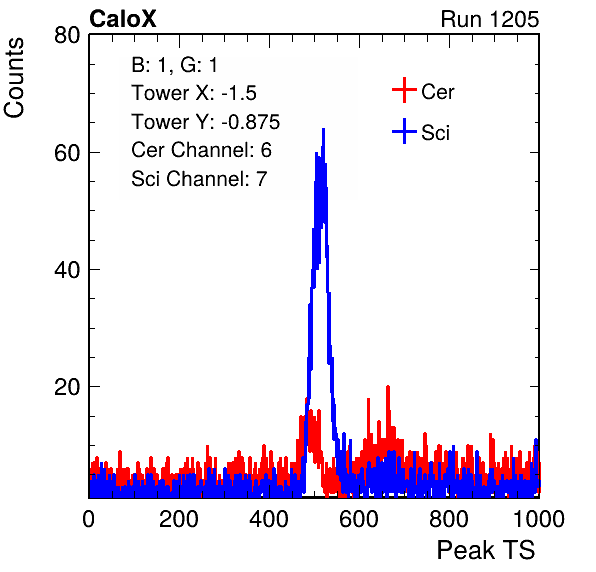 CaloX
Run 1205
Counts
80
60
40
20
B: 1, G: 1
Tower X: -1.5
Tower Y: -0.875
Cer Channel: 6
Sci Channel: 7
Cer
Sci
0
200
400
600
800
1000
Peak TS